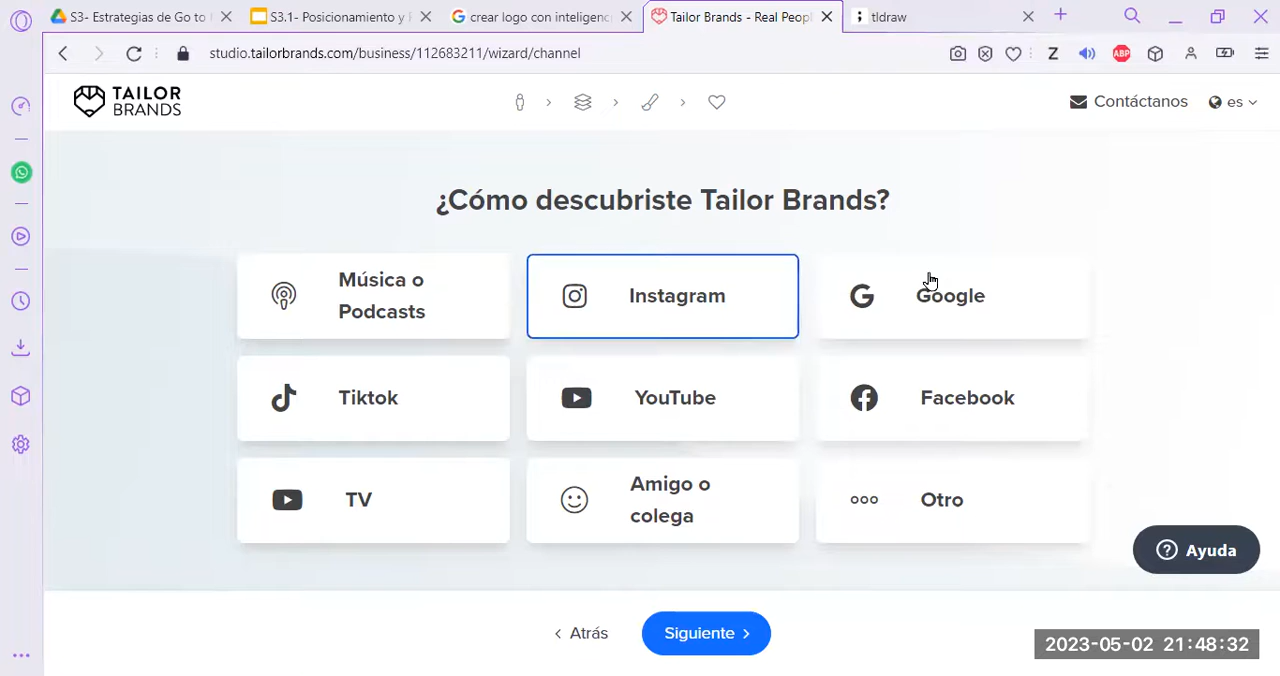 S3- Estrategias de Go to
S3.1- Posicionamiento y
crear logo con inteligenc
Tailor Brands - Real Peopl
tldraw
studio.tailorbrands.com/business/112683211/wizard/channel
Z
ABP
TAILOR
BRANDS
Contáctanos
es
¿Cómo descubriste Tailor Brands?
Música o
Podcasts
Instagram
Google
Tiktok
YouTube
Facebook
TV
Amigo o
colega
Otro
Ayuda
Atrás
Siguiente
2023-05-02 21:48:32